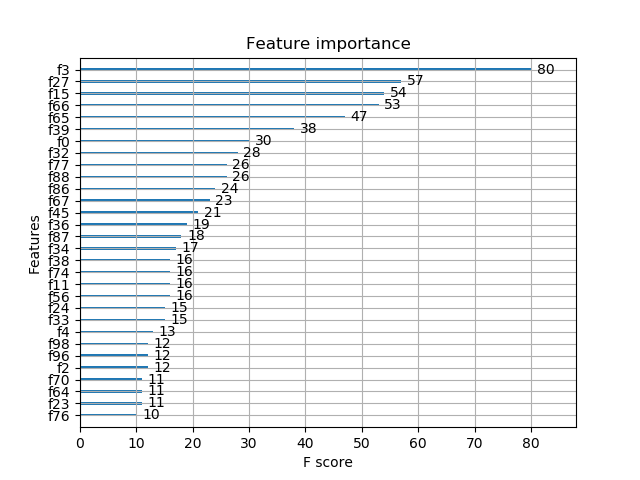 Feature importance
f3 80
f27 57
f15 54
f66 53
f65 47
f39 38
f0 30
f32 28
f77 26
f88 26
f86 24
f67 23
f45 21
f36 19
f87 18
f34 17
f38 16
f74 16
f11 16
f56 16
f24 15
f33 15
f4 13
f98 12
f96 12
f2 12
f70 11
f64 11
f23 11
f76 10
Features
0 10 20 30 40 50 60 70 80
F score